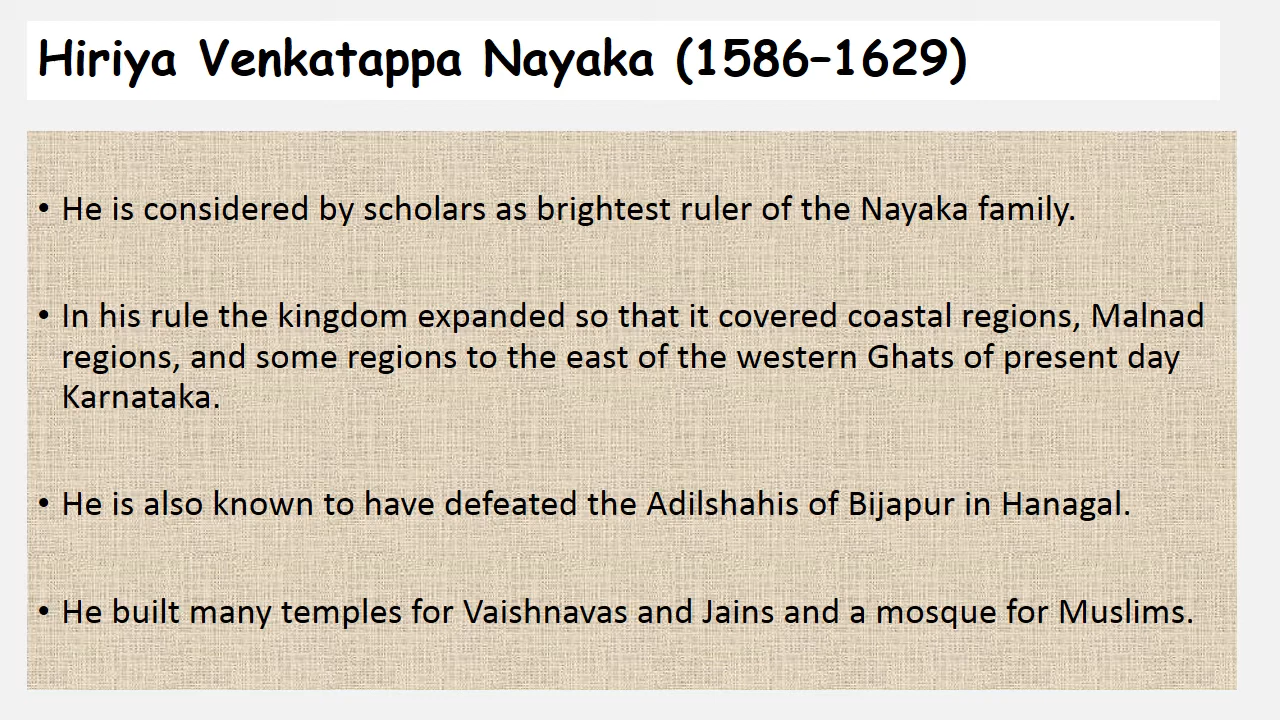 Hiriya Venkatappa Nayaka (1586–1629)
• He is considered by scholars as brightest ruler of the Nayaka family.
• In his rule the kingdom expanded so that it covered coastal regions, Malnad
regions, and some regions to the east of the western Ghats of present day
Karnataka.
• He is also known to have defeated the Adilshahis of Bijapur in Hanagal.
• He built many temples for Vaishnavas and Jains and a mosque for Muslims.